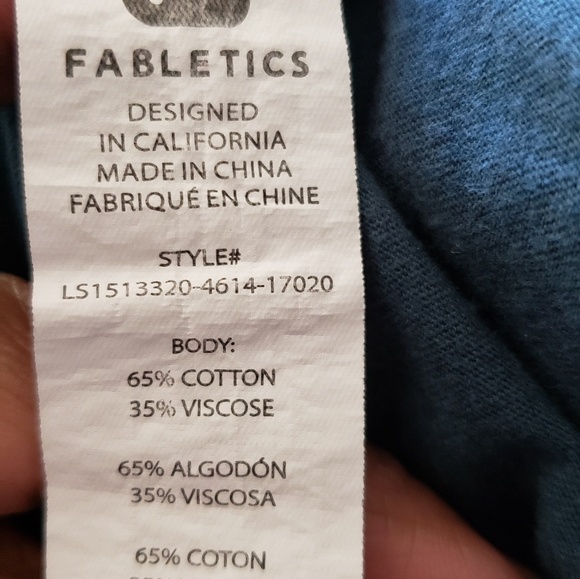 FABLETICS
DESIGNED
IN CALIFORNIA
MADE IN CHINA
FABRIQUÉ EN CHINE
STYLE#
LS1513320-4614-17020
BODY:
65% COTTON
35% VISCOSE
65% ALGODÓN
35% VISCOSA
65% COTON